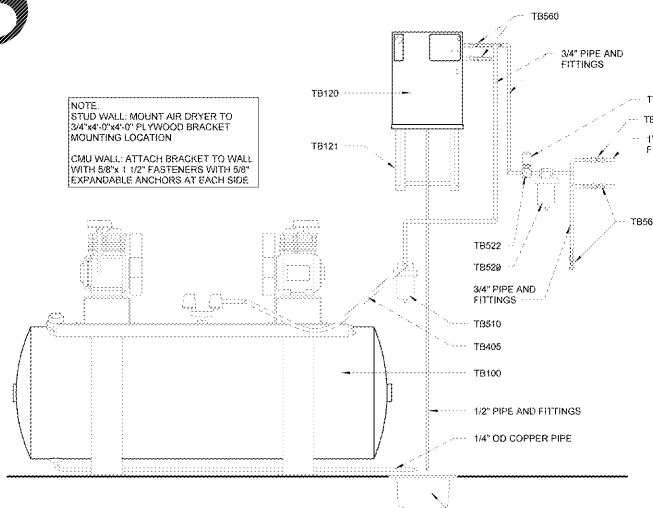 TB560
3/4" PIPE AND
FITTINGS
NOTE:
STUD WALL: MOUNT AIR DRYER TO
3/4"x4'-0"x4'-0" PLYWOOD BRACKET
MOUNTING LOCATION
CMU WALL: ATTACH BRACKET TO WALL
WITH 5/8"x 1 1/2" FASTENERS WITH 5/8"
EXPANDABLE ANCHORS AT EACH SIDE
TB120
TB121
TB56
TB522
TB520
3/4" PIPE AND
FITTINGS
TB510
TB405
TB100
1/2" PIPE AND FITTINGS
1/4" OD COPPER PIPE